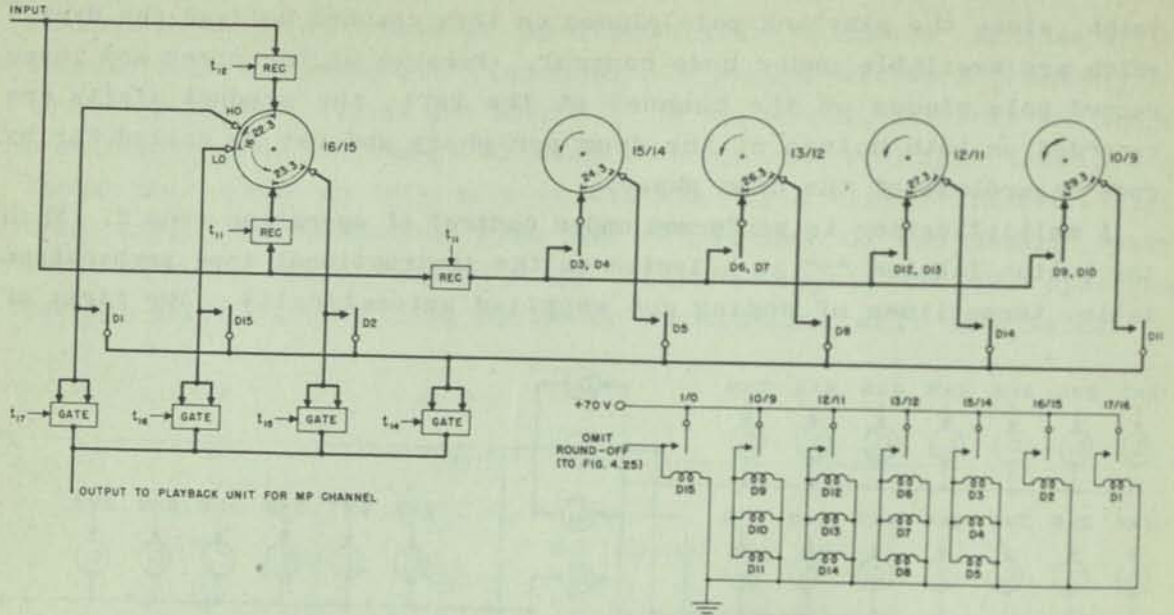 INPUT
t12
REC
HO
LO
18
22.3
23.3
16/15
t11
REC
24.3
15/14
26.3
13/12
27.3
12/11
29.3
10/9
t11
REC
D3, D4
D6, D7
D12, D13
D9, D10
D1
D15
D2
D5
D8
D14
D11
t17
GATE
t16
GATE
t15
GATE
t14
GATE
OUTPUT TO PLAYBACK UNIT FOR MP CHANNEL
+70 V
1/0
10/9
12/11
13/12
15/14
16/15
17/16
OMIT
ROUND-OFF
(TO FIG. 4.25)
D15
D9
D12
D6
D3
D2
D1
D10
D13
D7
D4
D11
D14
D8
D5